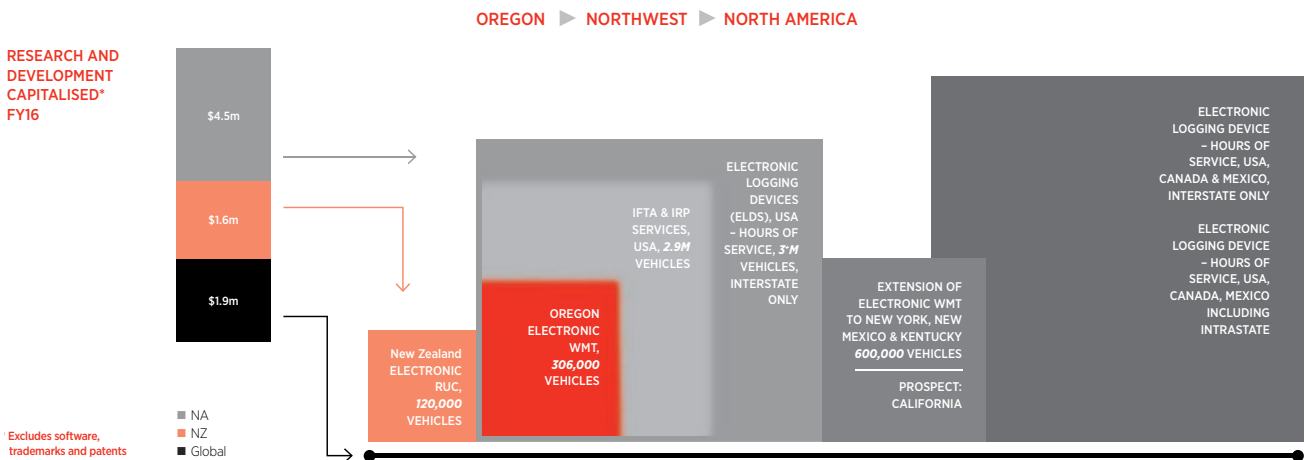 OREGON NORTHWEST NORTH AMERICA
RESEARCH AND
DEVELOPMENT
CAPITALISED*
FY16
$4.5m
$1.6m
$1.9m
NA
NZ
Global
* Excludes software,
trademarks and patents
New Zealand
ELECTRONIC
RUC,
120,000
VEHICLES
OREGON
ELECTRONIC
WMT,
306,000
VEHICLES
IFTA & IRP
SERVICES,
USA, 2.9M
VEHICLES
ELECTRONIC
LOGGING
DEVICES
(ELDS), USA
– HOURS OF
SERVICE, 3+M
VEHICLES,
INTERSTATE
ONLY
EXTENSION OF
ELECTRONIC WMT
TO NEW YORK, NEW
MEXICO & KENTUCKY
600,000 VEHICLES
PROSPECT:
CALIFORNIA
ELECTRONIC
LOGGING DEVICE
– HOURS OF
SERVICE, USA,
CANADA & MEXICO,
INTERSTATE ONLY
ELECTRONIC
LOGGING DEVICE
– HOURS OF
SERVICE, USA,
CANADA, MEXICO
INCLUDING
INTRASTATE